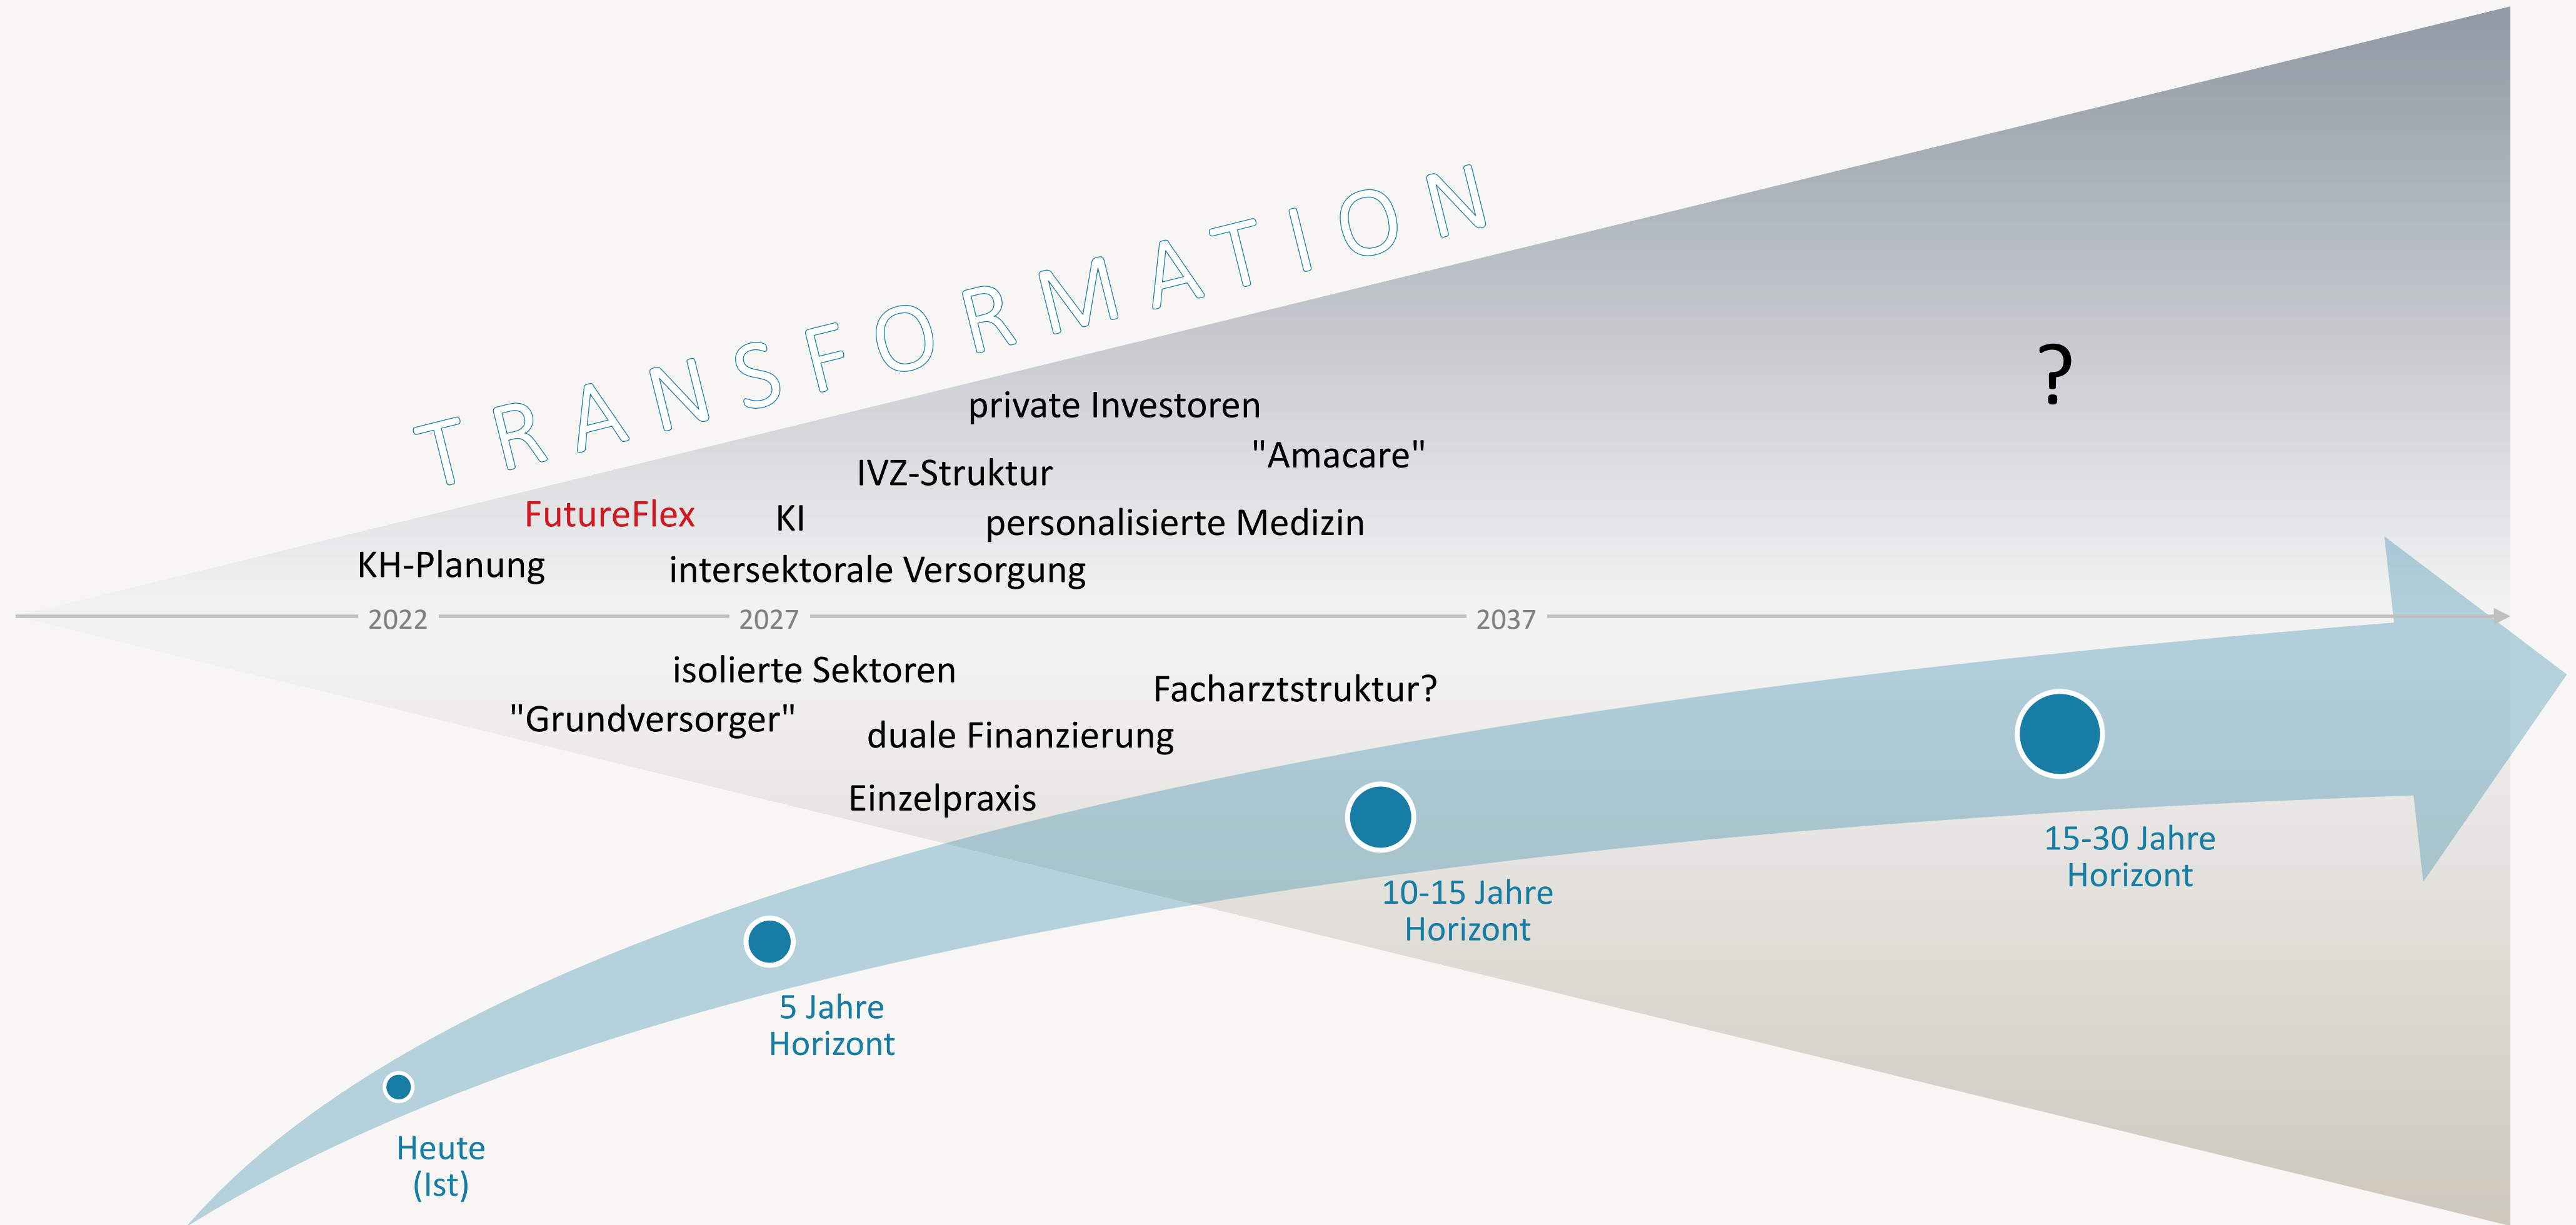 TRANSFORMATION
?
private Investoren
"Amacare"
IVZ-Struktur
FutureFlex
KI
personalisierte Medizin
KH-Planung
intersektorale Versorgung
2022
2027
2037
isolierte Sektoren
Facharztstruktur?
"Grundversorger"
duale Finanzierung
Einzelpraxis
15-30 Jahre
Horizont
10-15 Jahre
Horizont
5 Jahre
Horizont
Heute
(Ist)